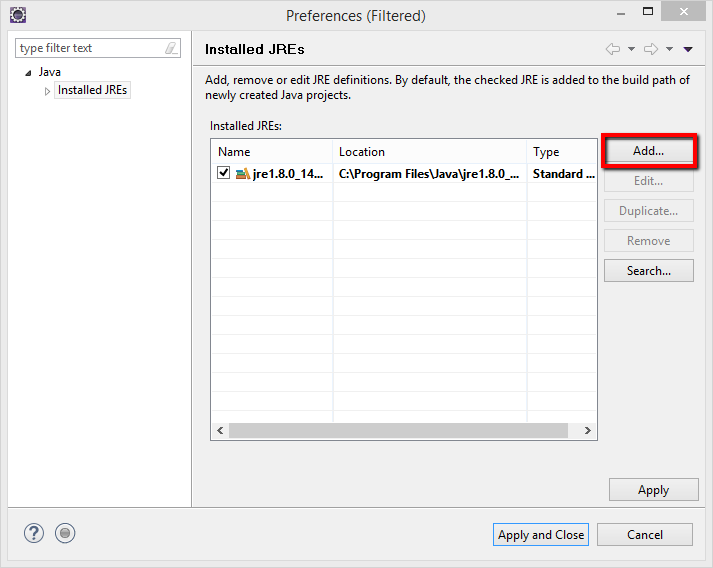 Preferences (Filtered)
type filter text
Java
Installed JREs
Installed JREs
Add, remove or edit JRE definitions. By default, the checked JRE is added to the build path of
newly created Java projects.
Installed JREs:
Name Location Type
jre1.8.0_14... C:\Program Files\Java\jre1.8.0_... Standard ...
Add...
Edit...
Duplicate...
Remove
Search...
Apply
? Apply and Close Cancel